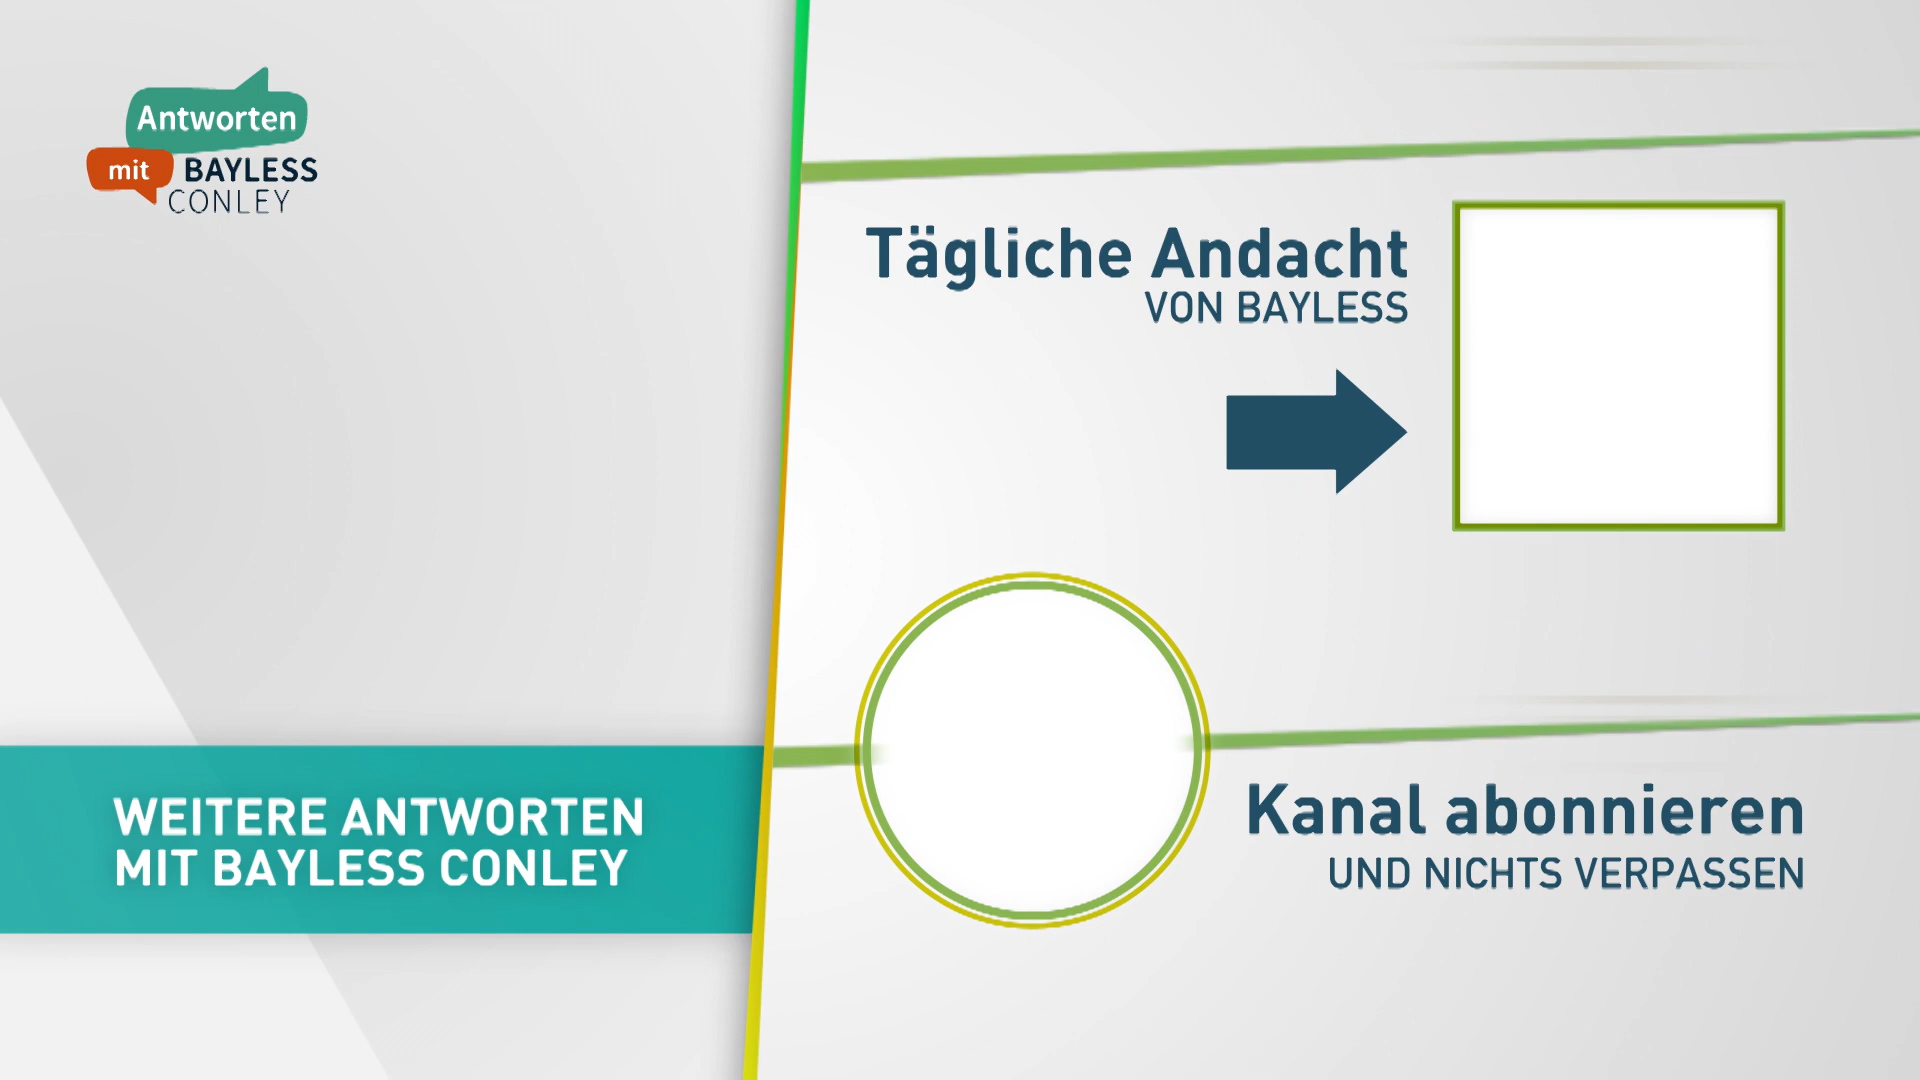 Antworten
mit BAYLESS
CONLEY
Tägliche Andacht
VON BAYLESS
WEITERE ANTWORTEN
MIT BAYLESS CONLEY
Kanal abonnieren
UND NICHTS VERPASSEN